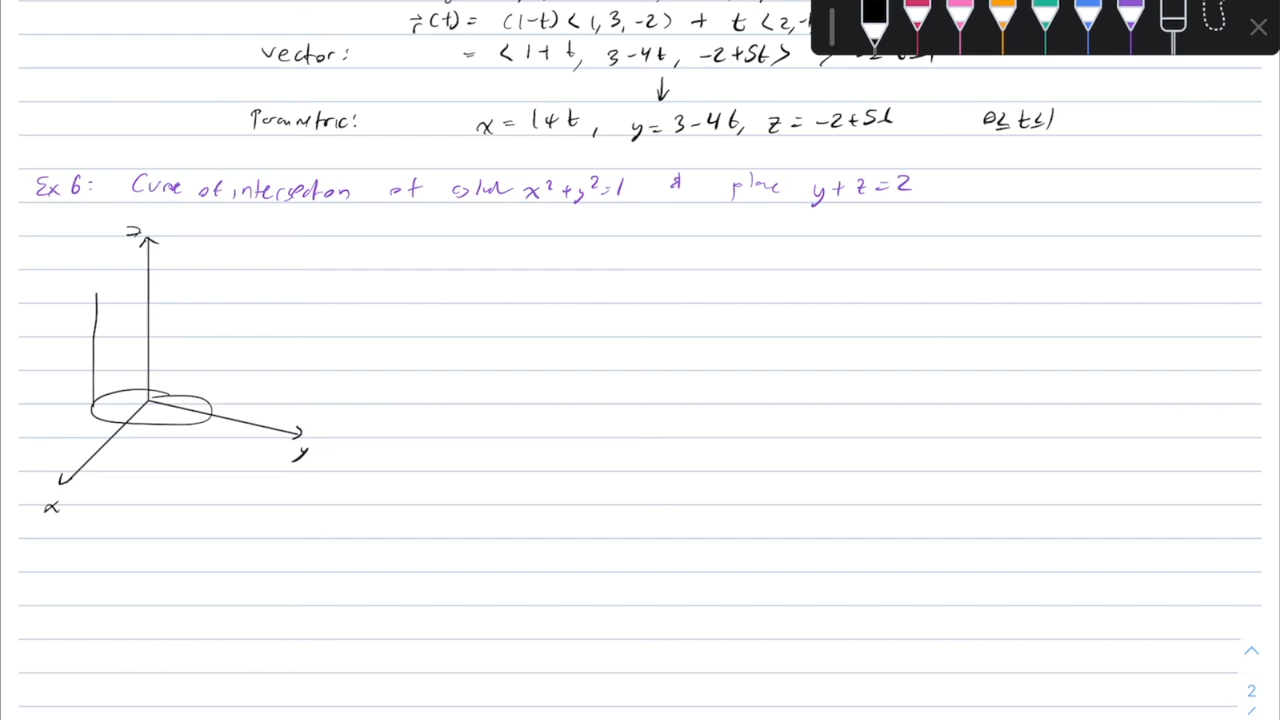 r(t) = (1-t) <1, 3, -2> + t <2, -
vector: = <1+t, 3-4t, -2+5t> ,
↓
Parametric: x = 1+t, y = 3-4t, z = -2+5t 0≤t≤1
Ex 6: Curve of intersection of x²+y²=1 & plane y+z=2
z
y
x
2